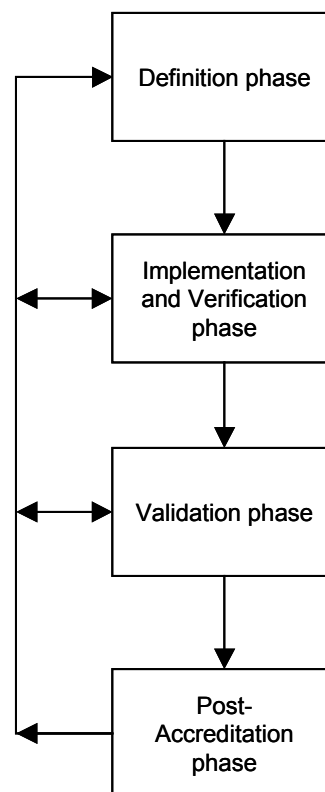 Definition phase
Implementation
and Verification
phase
Validation phase
Post-
Accreditation
phase